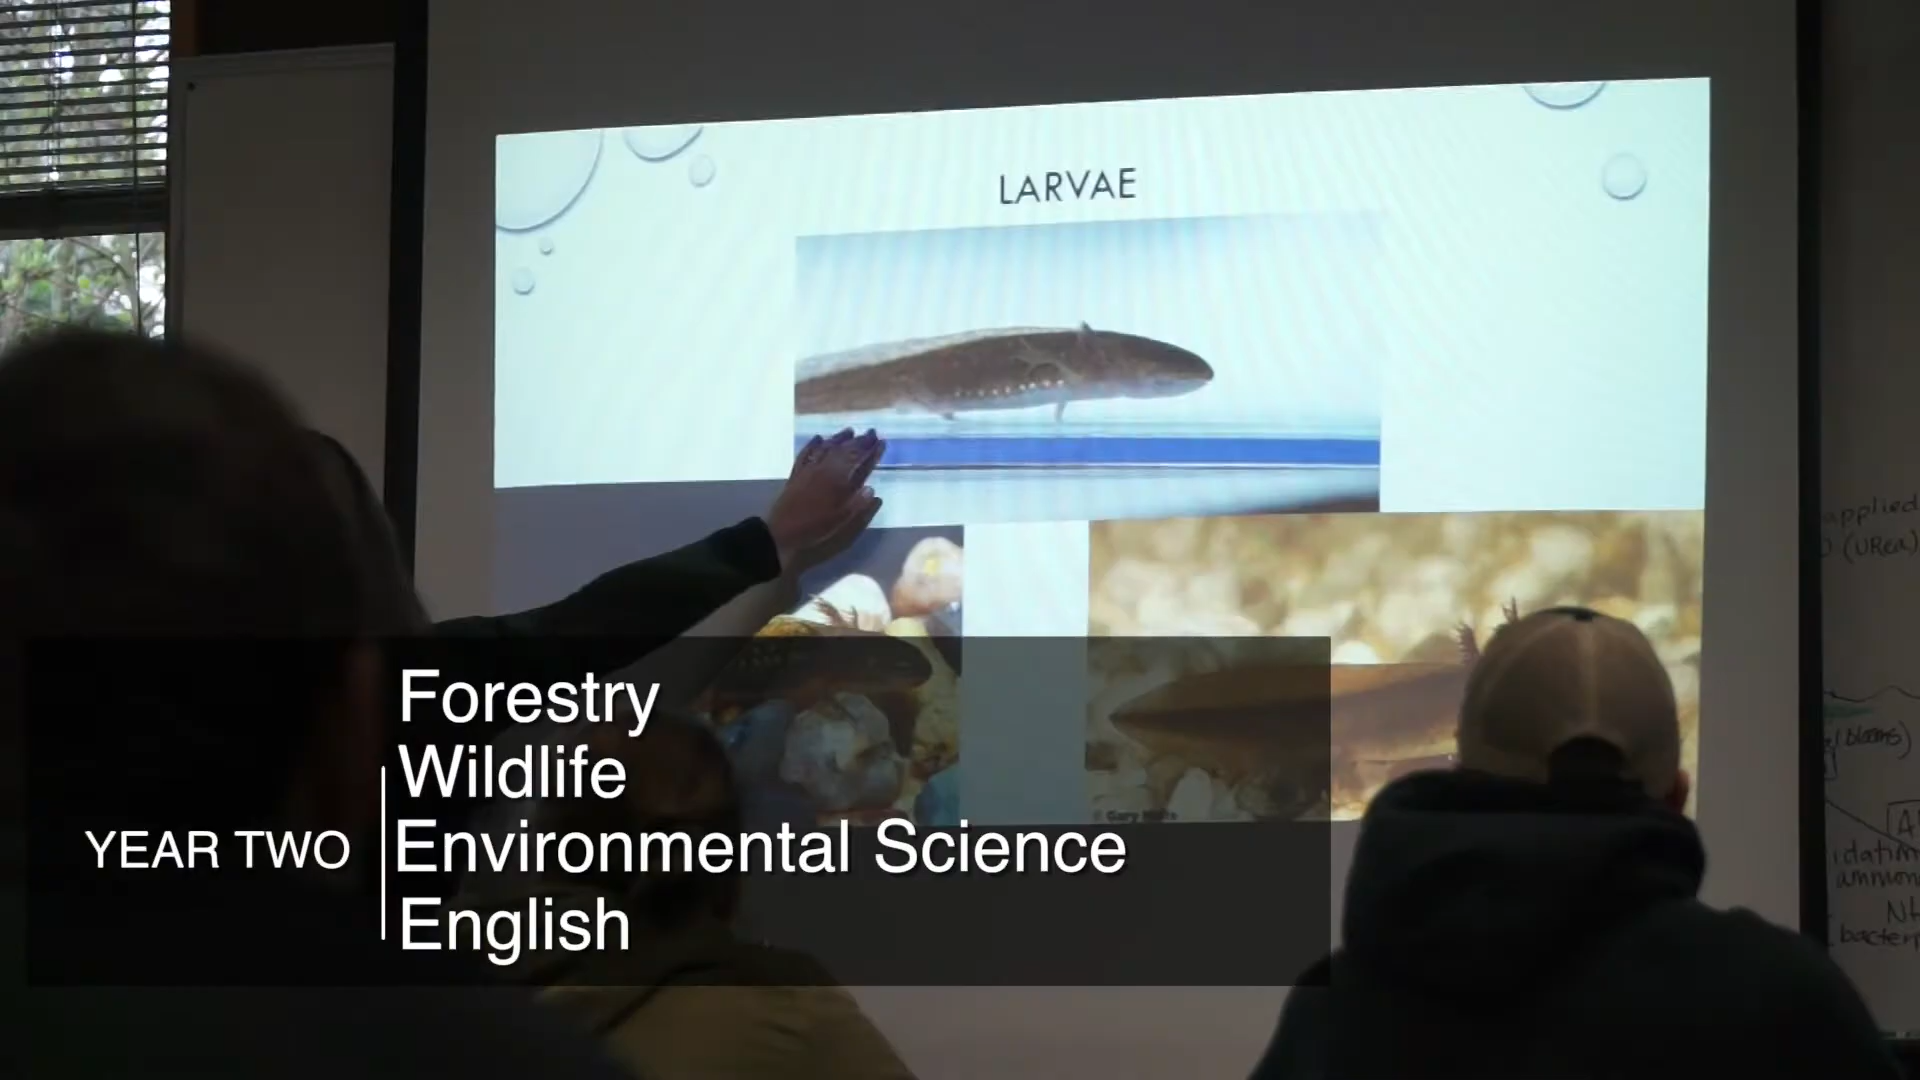 LARVAE
applied
(URea)
blooms)
Forestry
Wildlife
YEAR TWO
Environmental Science
English